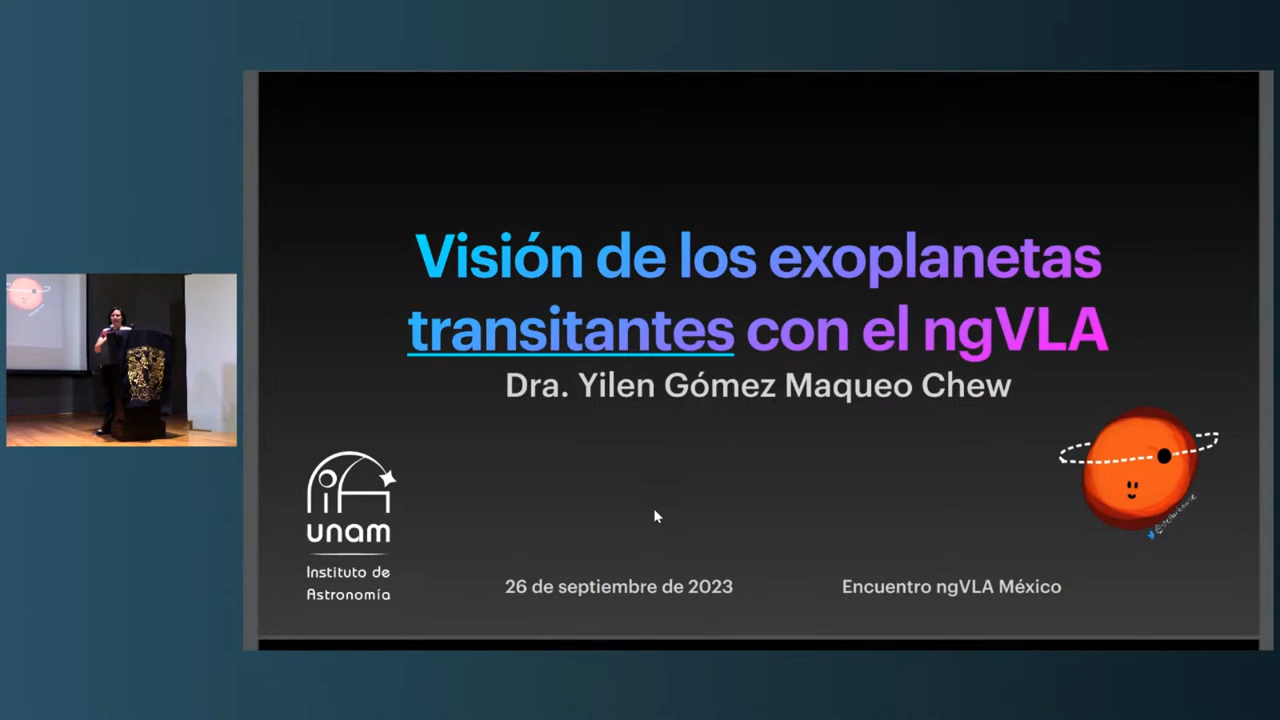 Visión de los exoplanetas
transitantes con el ngVLA
Dra. Yilen Gómez Maqueo Chew
unam
Instituto de
Astronomía
26 de septiembre de 2023
Encuentro ngVLA México